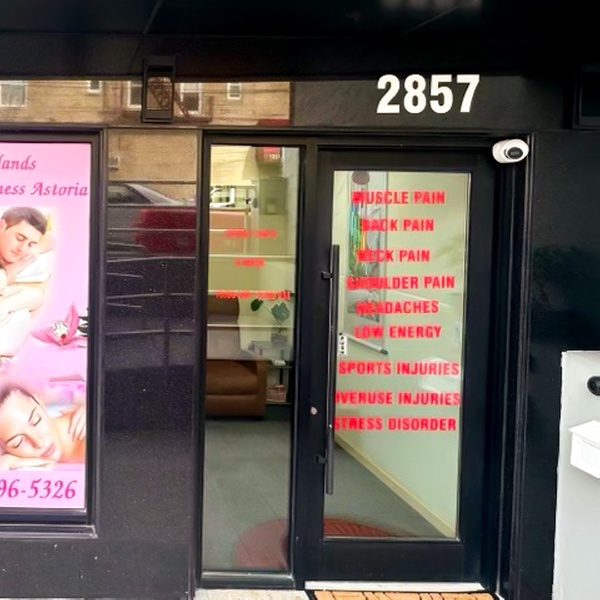 2857
lands
ness Astoria
96-5326
MUSCLE PAIN
BACK PAIN
NECK PAIN
SHOULDER PAIN
HEADACHES
LOW ENERGY
SPORTS INJURIES
OVERUSE INJURIES
STRESS DISORDER